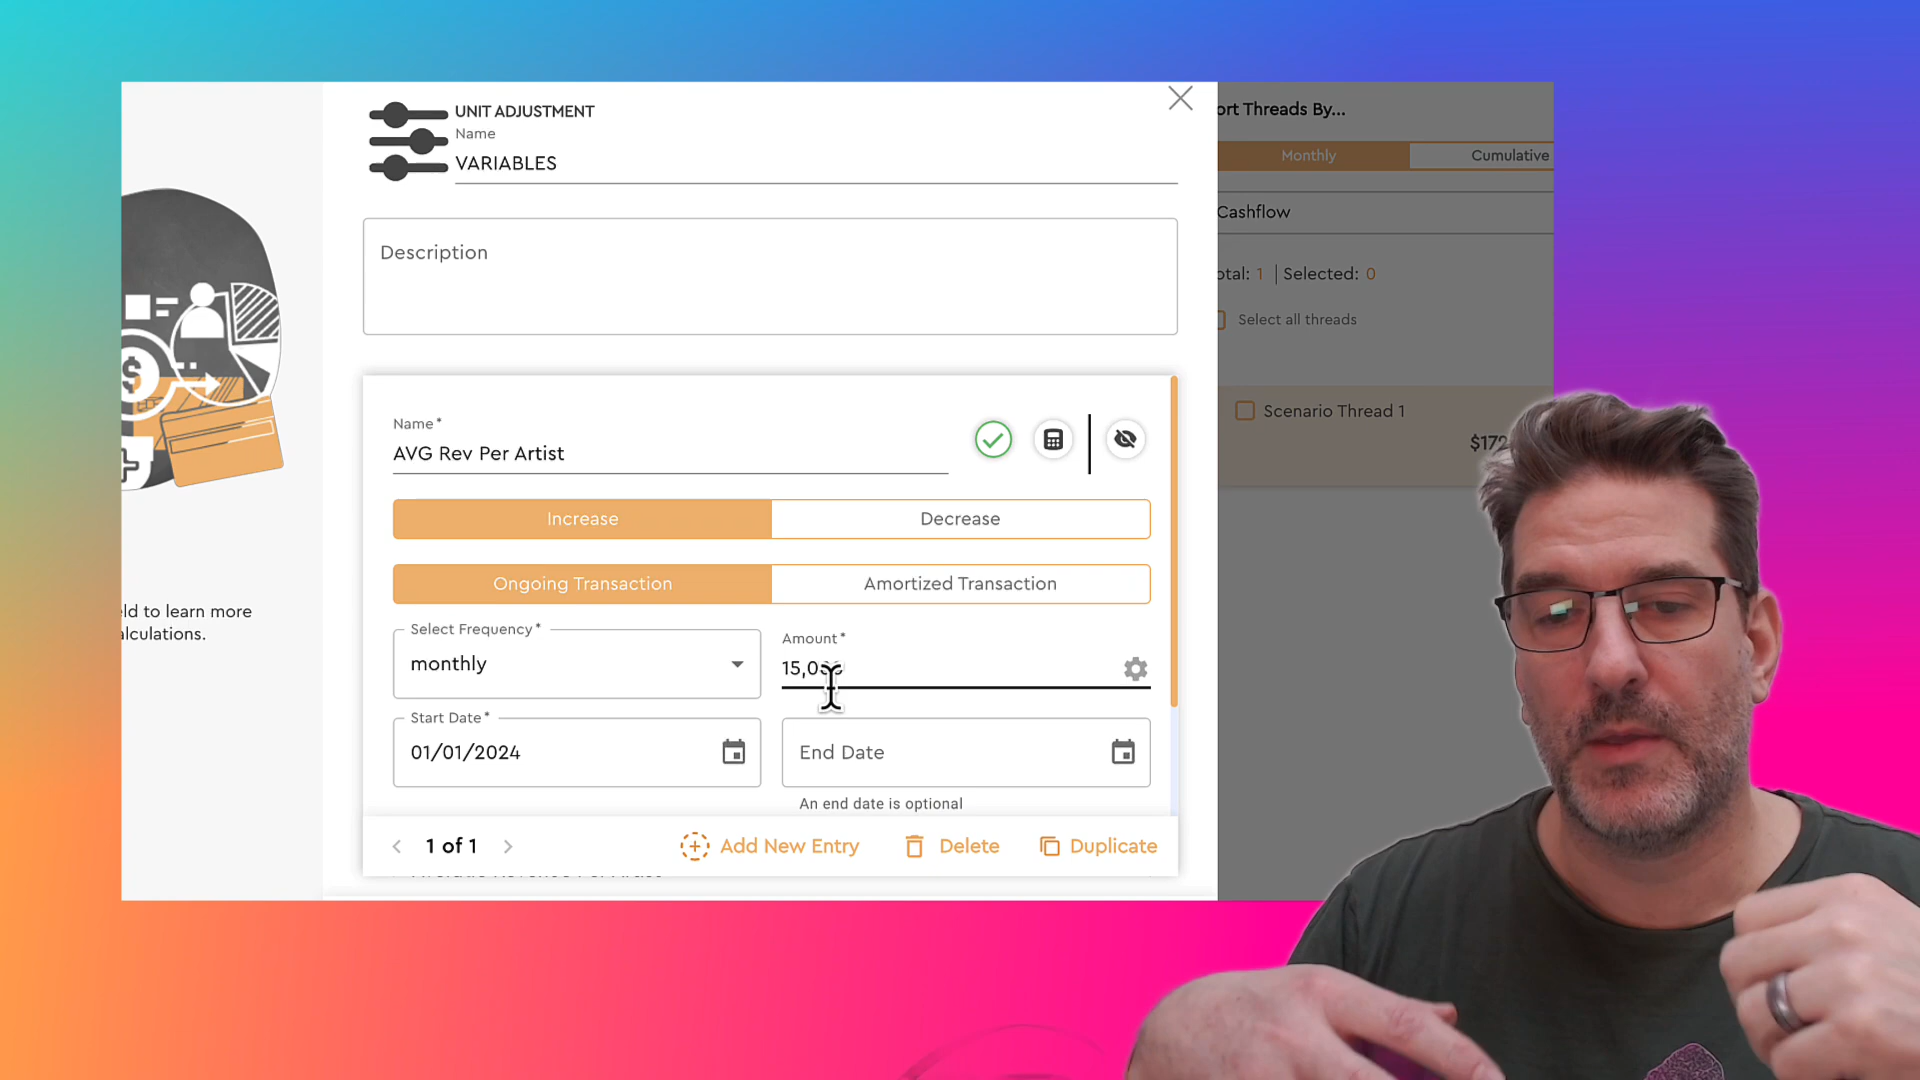 UNIT ADJUSTMENT
Name
VARIABLES
Description
Name*
AVG Rev Per Artist
Increase
Decrease
Ongoing Transaction
Amortized Transaction
Select Frequency*
monthly
Amount*
Start Date*
01/01/2024
End Date
An end date is optional
1 of 1
Add New Entry
Delete
Duplicate
ld to learn more
alculations.
ort Threads By...
Monthly
Cumulative
Cashflow
otal: 1 | Selected: 0
Select all threads
Scenario Thread 1
$172